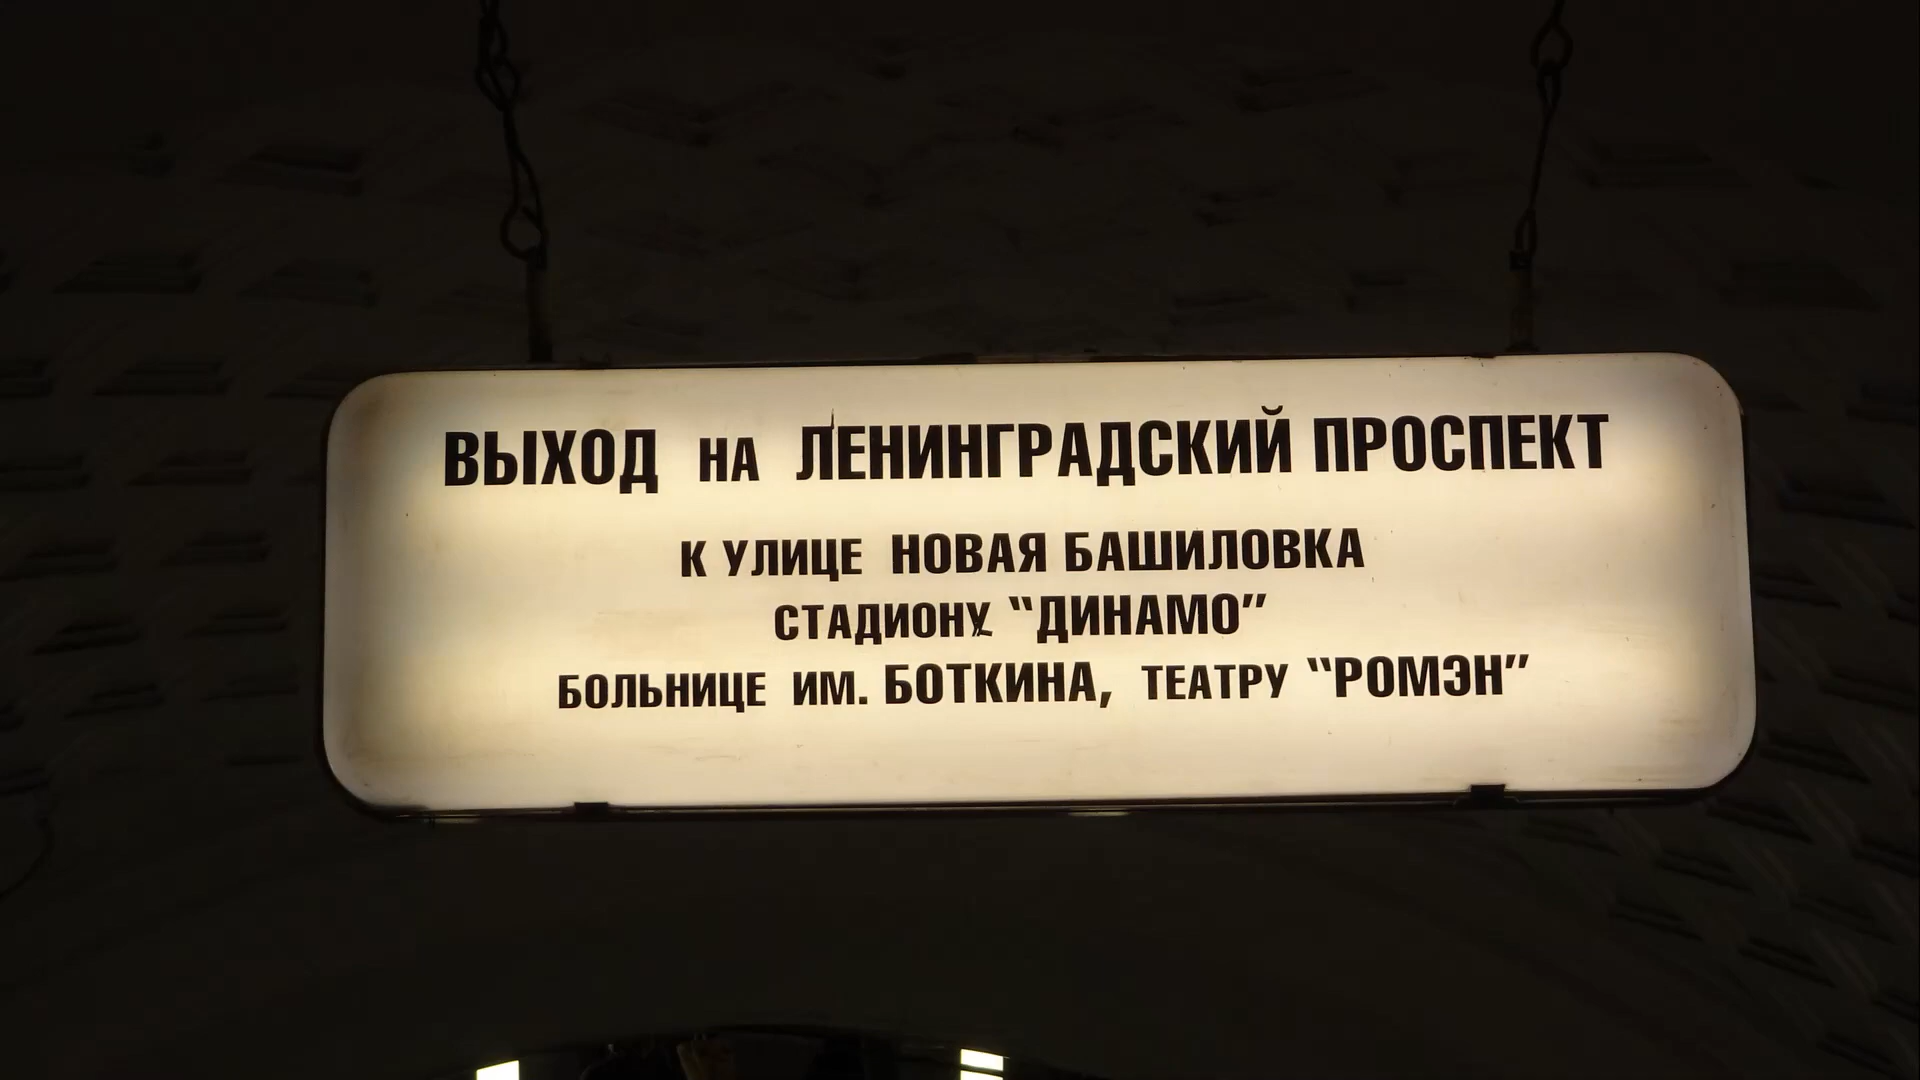 ВЫХОД НА ЛЕНИНГРАДСКИЙ ПРОСПЕКТ
К УЛИЦЕ НОВАЯ БАШИЛОВКА
СТАДИОНУ "ДИНАМО"
БОЛЬНИЦЕ ИМ. БОТКИНА, ТЕАТРУ "РОМЭН"